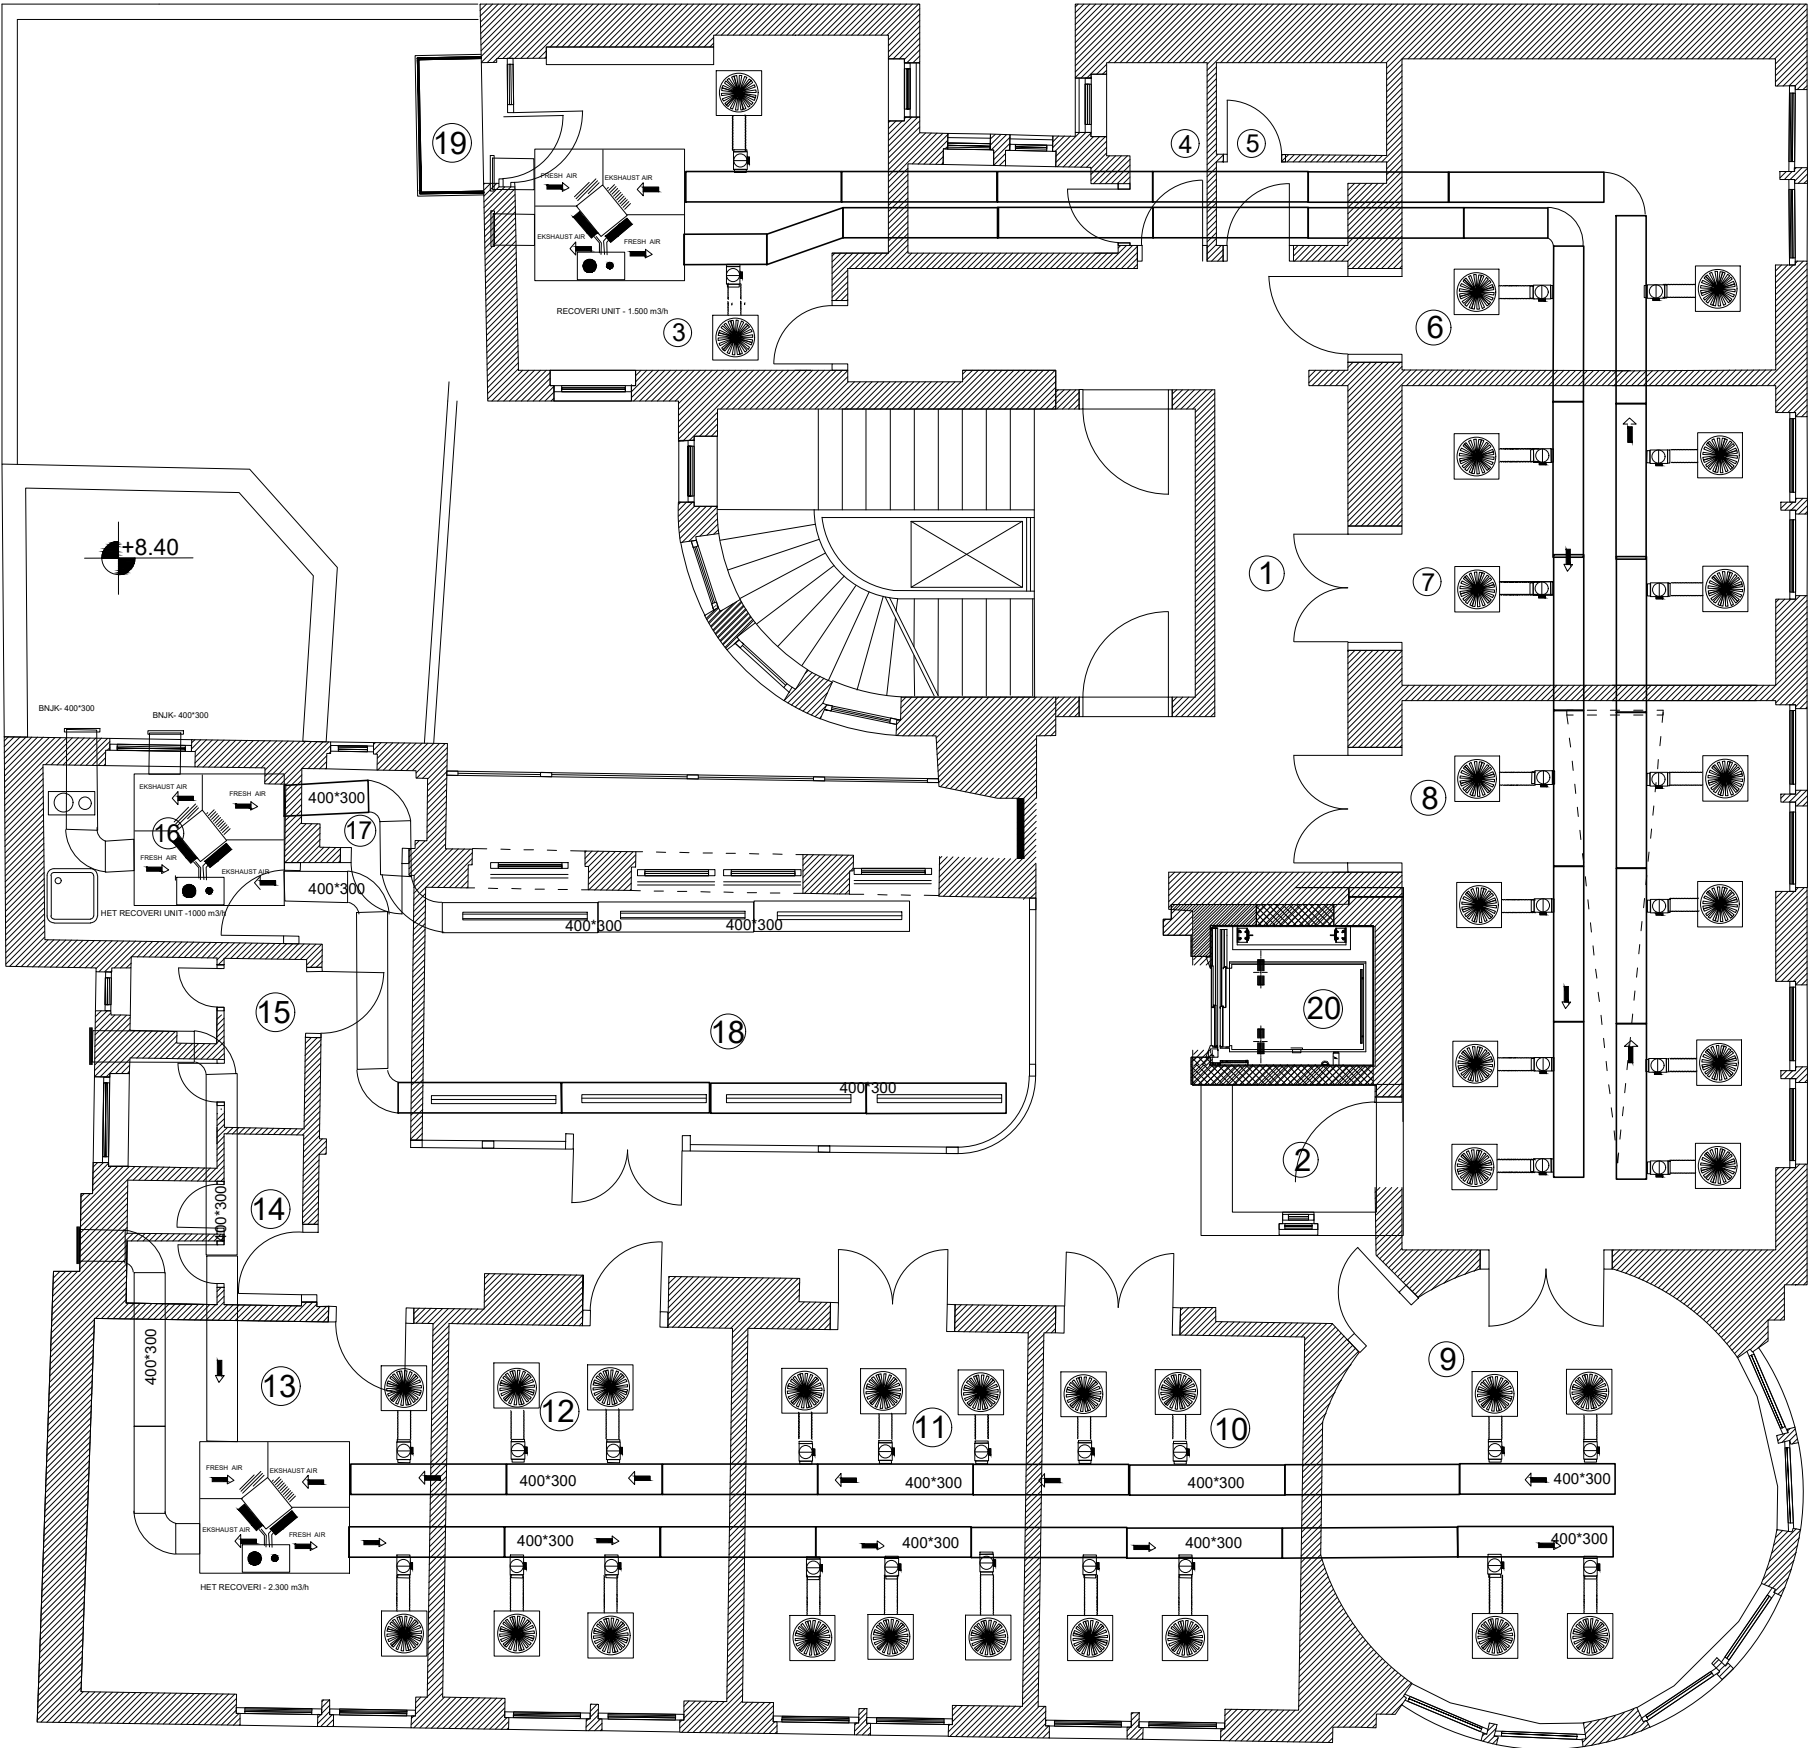 19
4
5
FRESH AIR
EKSHAUST AIR
EKSHAUST AIR
FRESH AIR
RECOVERI UNIT - 1.500 m3/h
3
6
+8.40
1
7
BNJK- 400*300
BNJK- 400*300
EKSHAUST AIR
FRESH AIR
400*300
8
16
17
FRESH AIR
EKSHAUST AIR
400*300
HET RECOVERI UNIT -1000 m3/h
400*300
400*300
15
18
20
400*300
2
14
400*300
9
400*300
13
12
11
10
FRESH AIR
EKSHAUST AIR
400*300
400*300
400*300
400*300
EKSHAUST AIR
FRESH AIR
400*300
400*300
400*300
400*300
HET RECOVERI - 2.300 m3/h